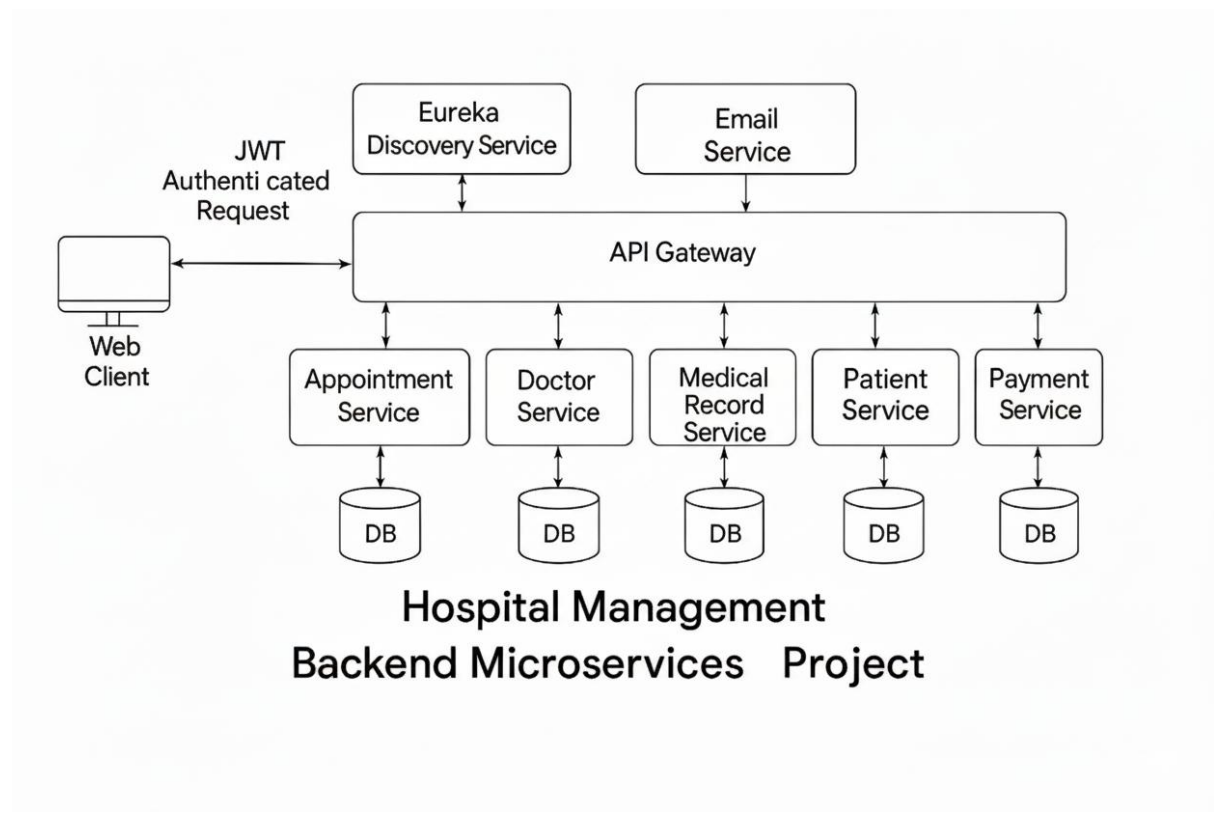 Eureka
Discovery Service
Email
Service
JWT
Authenti cated
Request
API Gateway
Web
Client
Appointment
Service
Doctor
Service
Medical
Record
Service
Patient
Service
Payment
Service
DB
DB
DB
DB
DB
Hospital Management
Backend Microservices Project